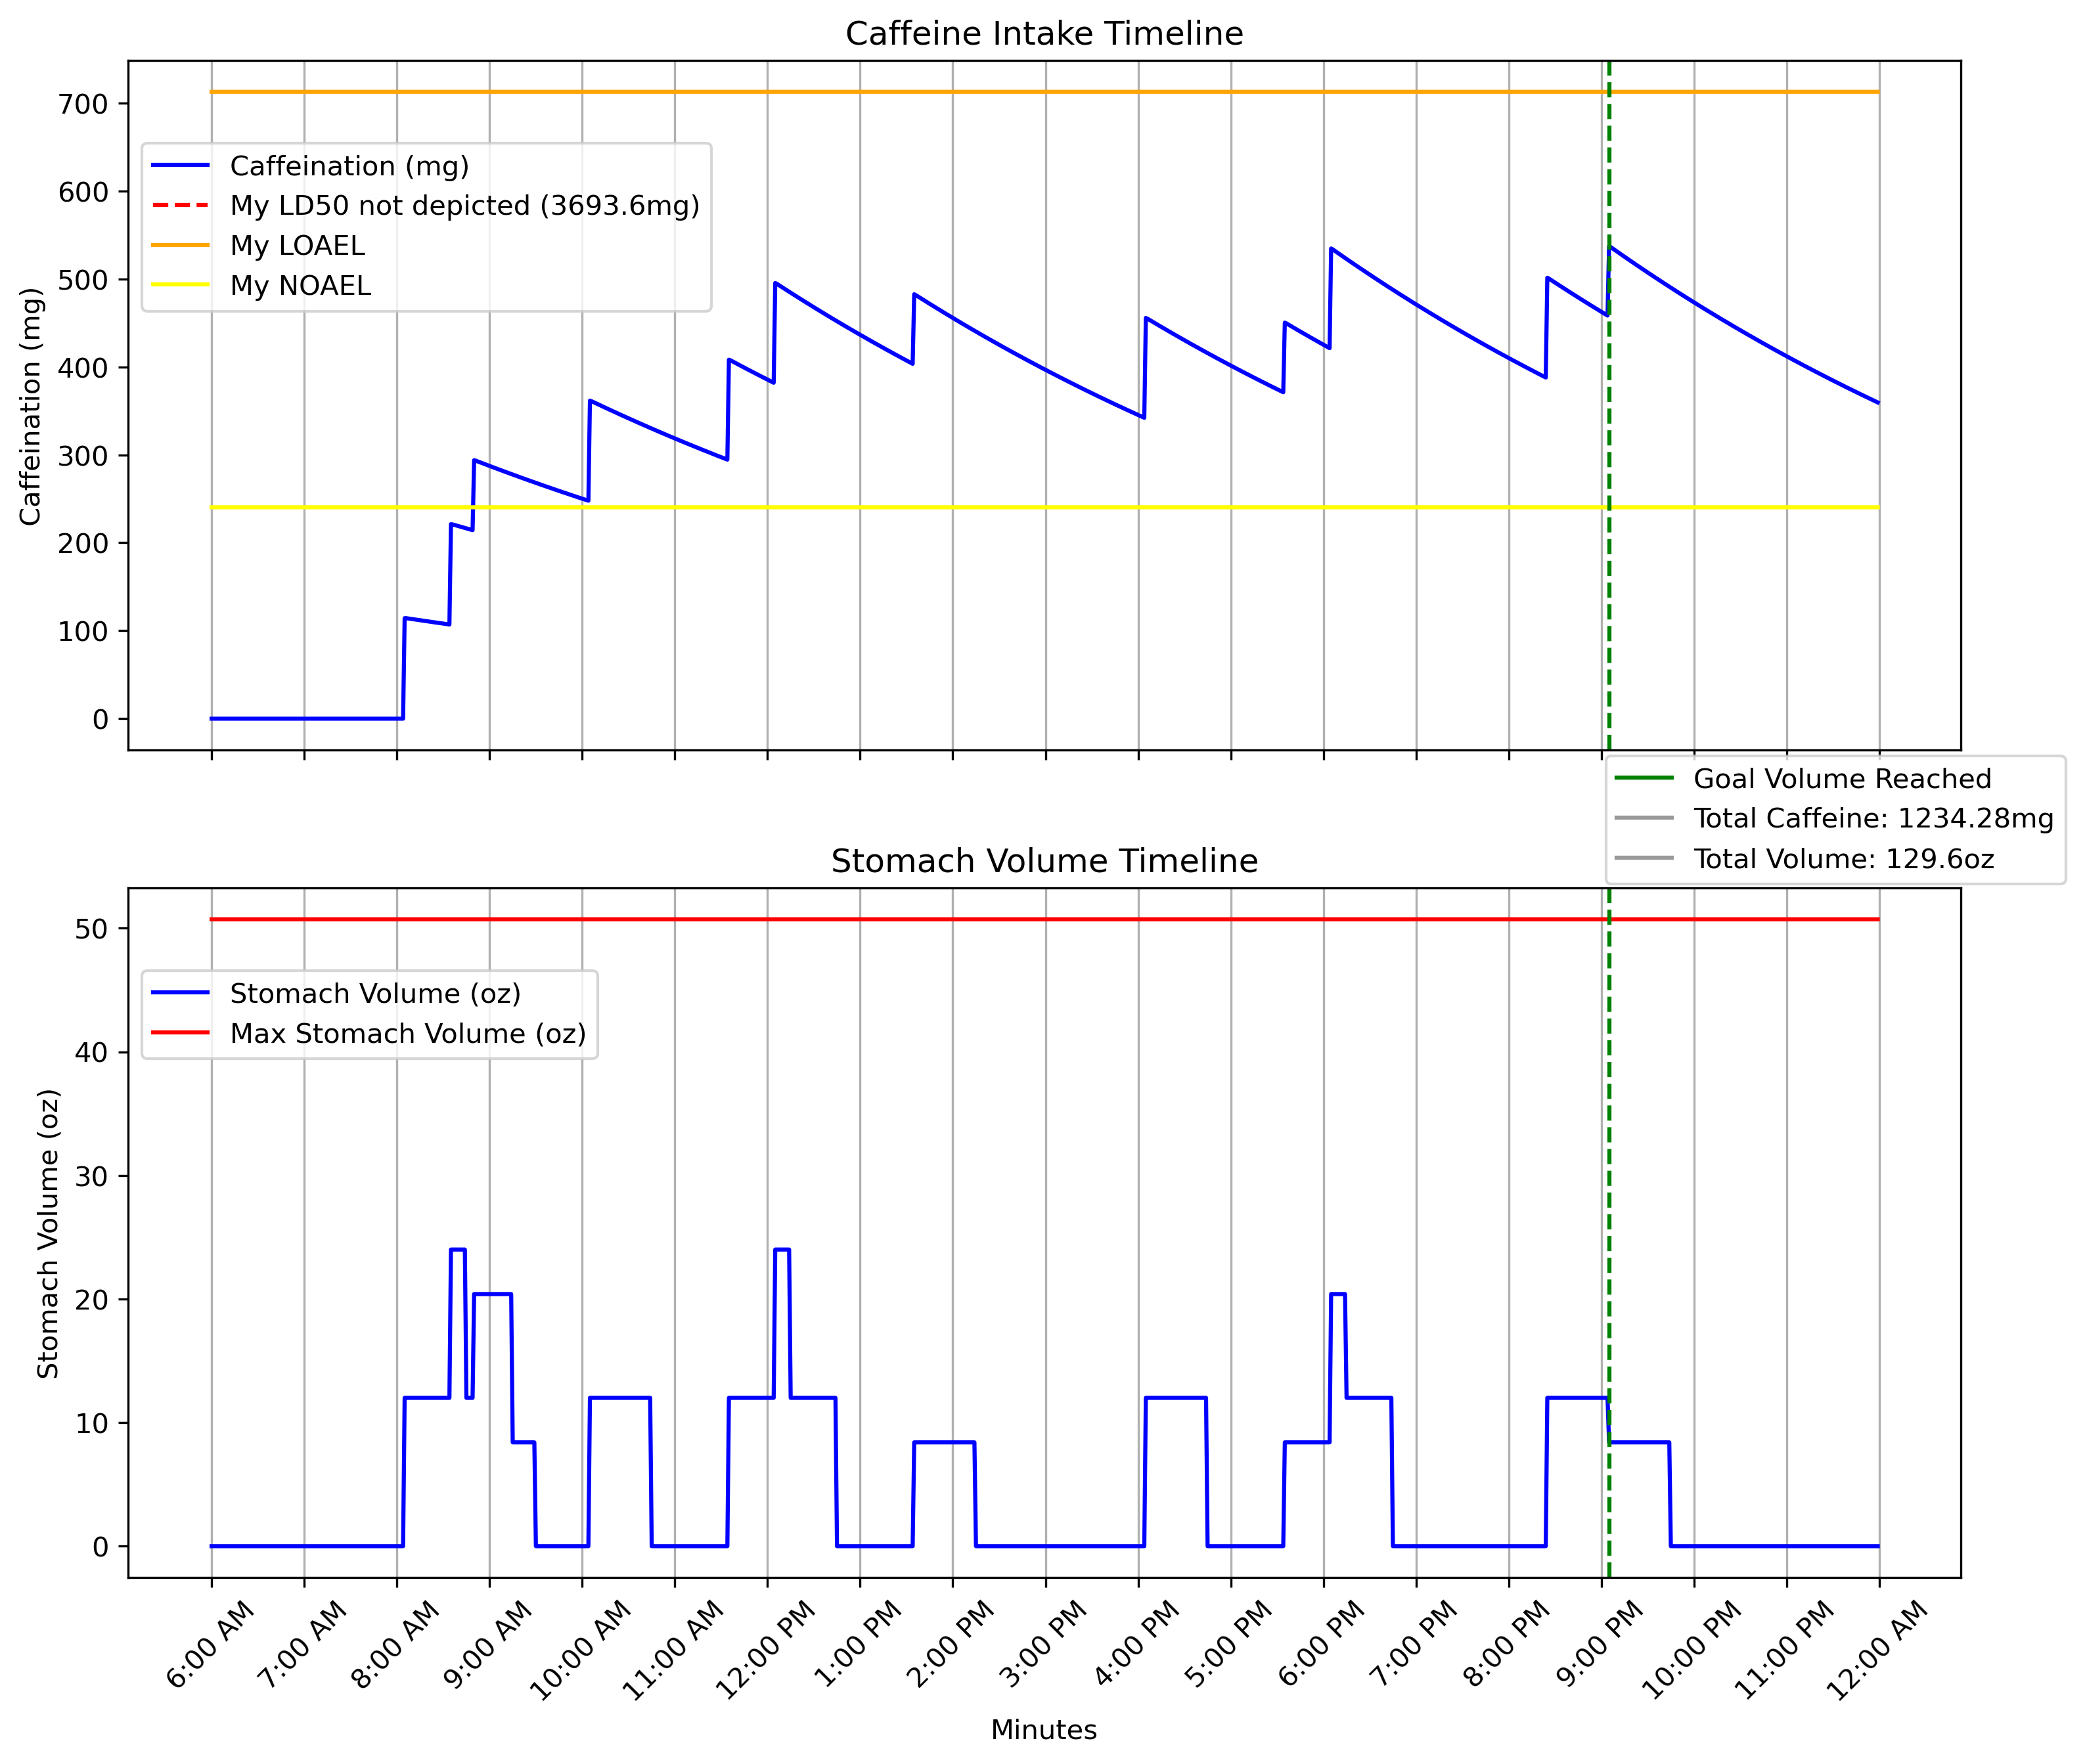 Caffeine Intake Timeline
Caffeination (mg)
700
600
500
400
300
200
100
0
Caffeination (mg)
My LD50 not depicted (3693.6mg)
My LOAEL
My NOAEL
Goal Volume Reached
Total Caffeine: 1234.28mg
Total Volume: 129.6oz
Stomach Volume Timeline
Stomach Volume (oz)
50
40
30
20
10
0
Stomach Volume (oz)
Max Stomach Volume (oz)
6:00 AM
7:00 AM
8:00 AM
9:00 AM
10:00 AM
11:00 AM
12:00 PM
1:00 PM
2:00 PM
3:00 PM
4:00 PM
5:00 PM
6:00 PM
7:00 PM
8:00 PM
9:00 PM
10:00 PM
11:00 PM
12:00 AM
Minutes